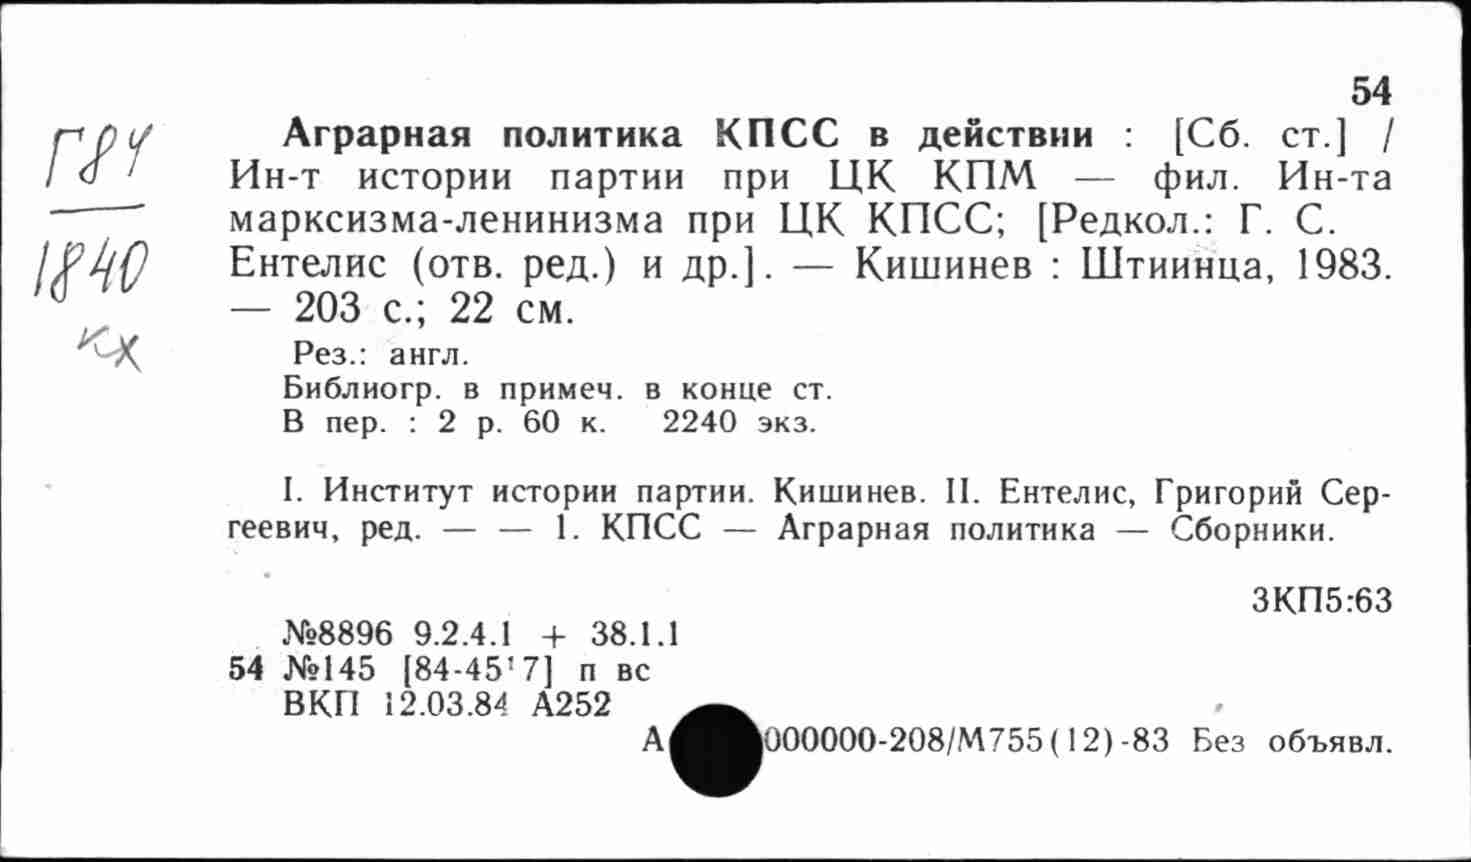 54
Г84
1840
кх
Аграрная политика КПСС в действии : [Сб. ст.] /
Ин-т истории партии при ЦК КПМ — фил. Ин-та
марксизма-ленинизма при ЦК КПСС; [Редкол.: Г. С.
Ентелис (отв. ред.) и др.]. — Кишинев : Штиинца, 1983.
— 203 с.; 22 см.
Рез.: англ.
Библиогр. в примеч. в конце ст.
В пер. : 2 р. 60 к. 2240 экз.
I. Институт истории партии. Кишинев. II. Ентелис, Григорий Сер-
геевич, ред. — — 1. КПСС — Аграрная политика — Сборники.
3КП5:63
№8896 9.2.4.1 + 38.1.1
54 №145 [84-45'7] п вс
ВКП 12.03.84 А252
А 000000-208/М755(12)-83 Без объявл.